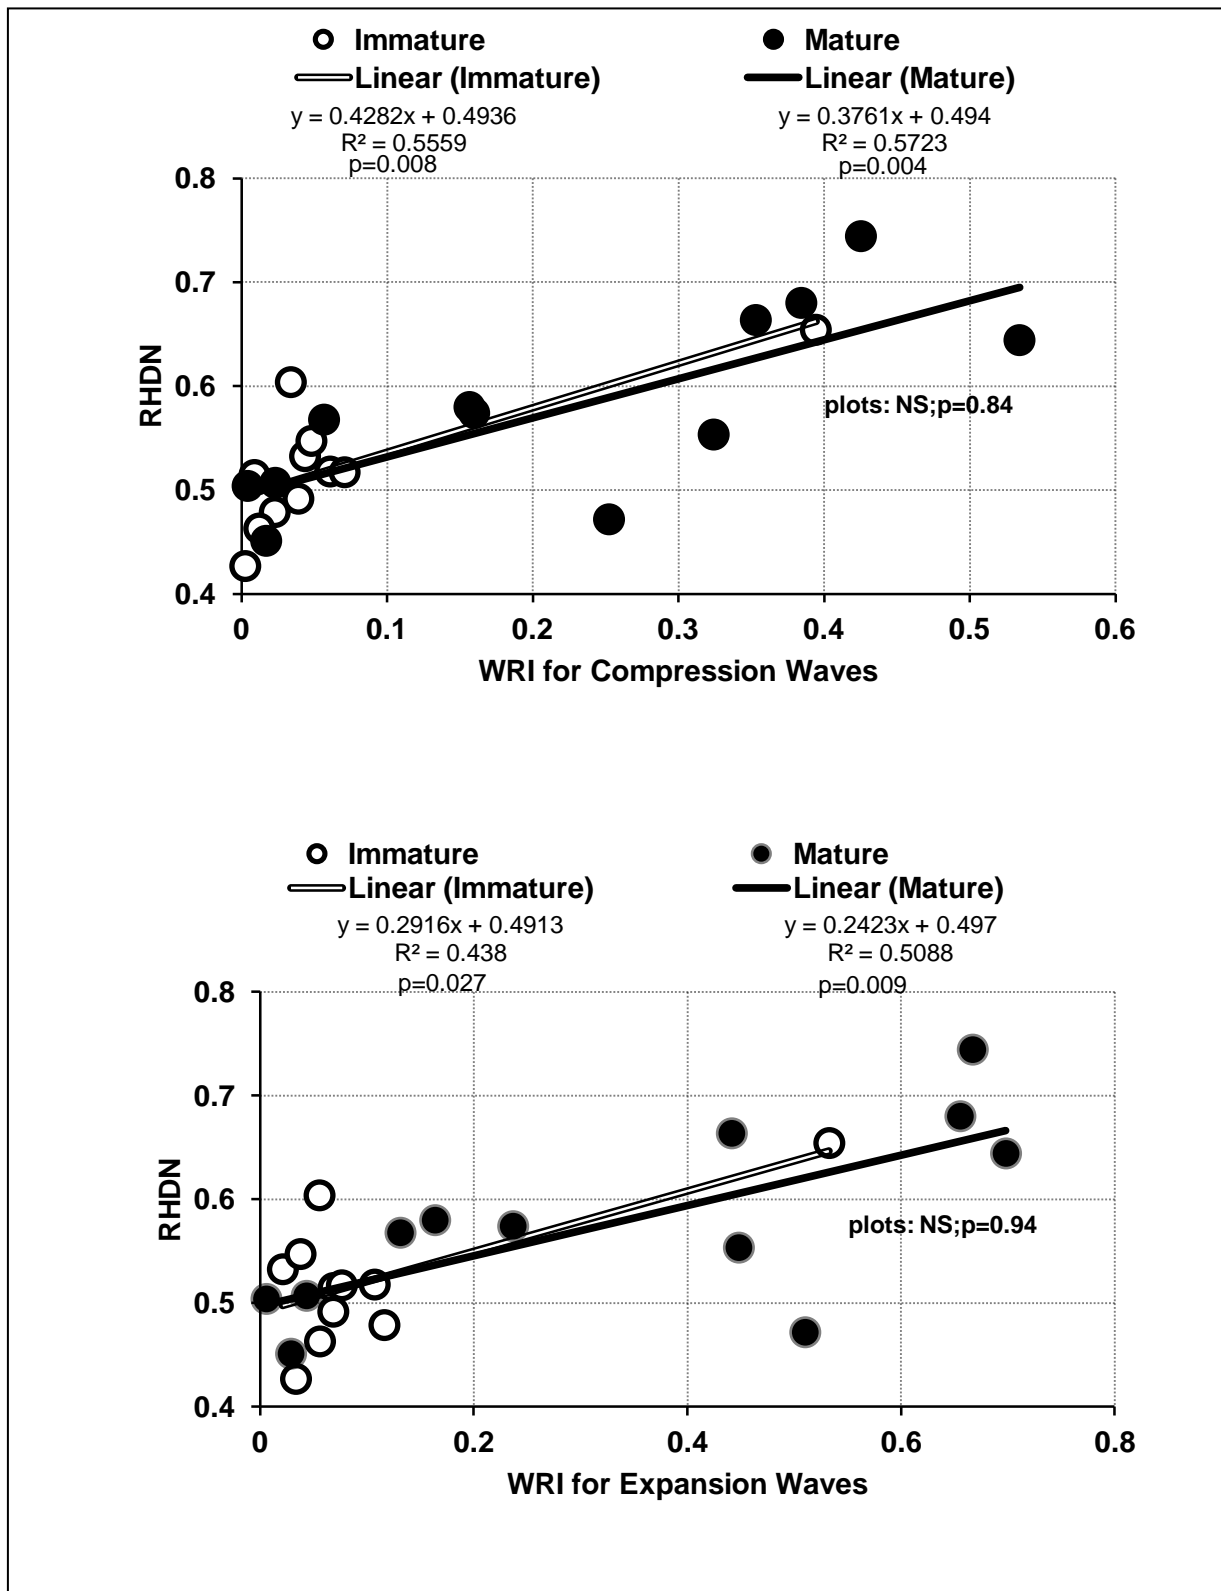 Immature Mature
Linear (Immature) Linear (Mature)
y = 0.4282x + 0.4936 y = 0.3761x + 0.494
R² = 0.5559 R² = 0.5723
p=0.008 p=0.004
0.8
0.7
0.6
0.5
0.4
RHDN
plots: NS;p=0.84
0 0.1 0.2 0.3 0.4 0.5 0.6
WRI for Compression Waves
Immature Mature
Linear (Immature) Linear (Mature)
y = 0.2916x + 0.4913 y = 0.2423x + 0.497
R² = 0.438 R² = 0.5088
p=0.027 p=0.009
0.8
0.7
0.6
0.5
0.4
RHDN
plots: NS;p=0.94
0 0.2 0.4 0.6 0.8
WRI for Expansion Waves